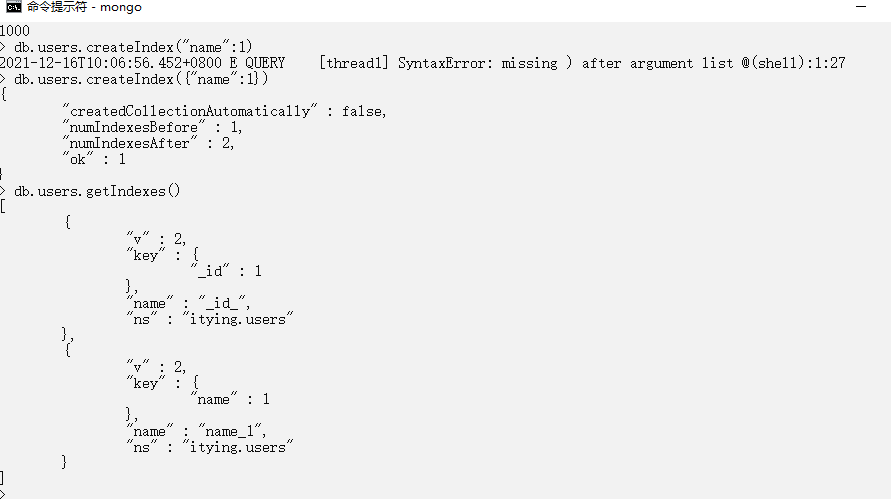 命令提示符 - mongo
1000
> db.users.createIndex("name":1)
2021-12-16T10:06:56.452+0800 E QUERY    [thread1] SyntaxError: missing ) after argument list @(shell):1:27
> db.users.createIndex({"name":1})
{
        "createdCollectionAutomatically" : false,
        "numIndexesBefore" : 1,
        "numIndexesAfter" : 2,
        "ok" : 1
}
> db.users.getIndexes()
[
        {
                "v" : 2,
                "key" : {
                        "_id" : 1
                },
                "name" : "_id_",
                "ns" : "itying.users"
        },
        {
                "v" : 2,
                "key" : {
                        "name" : 1
                },
                "name" : "name_1",
                "ns" : "itying.users"
        }
]
>